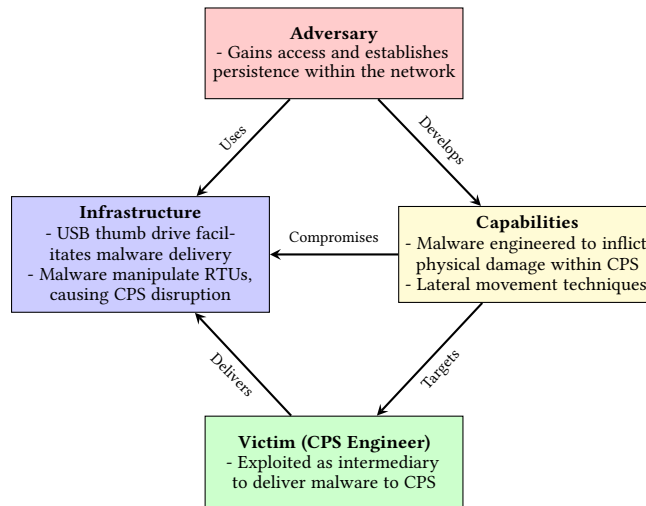 Adversary
- Gains access and establishes
persistence within the network
Uses
Develops
Infrastructure
- USB thumb drive facil-
itates malware delivery
- Malware manipulate RTUs,
causing CPS disruption
Compromises
Capabilities
- Malware engineered to inflict
physical damage within CPS
- Lateral movement techniques
Delivers
Targets
Victim (CPS Engineer)
- Exploited as intermediary
to deliver malware to CPS